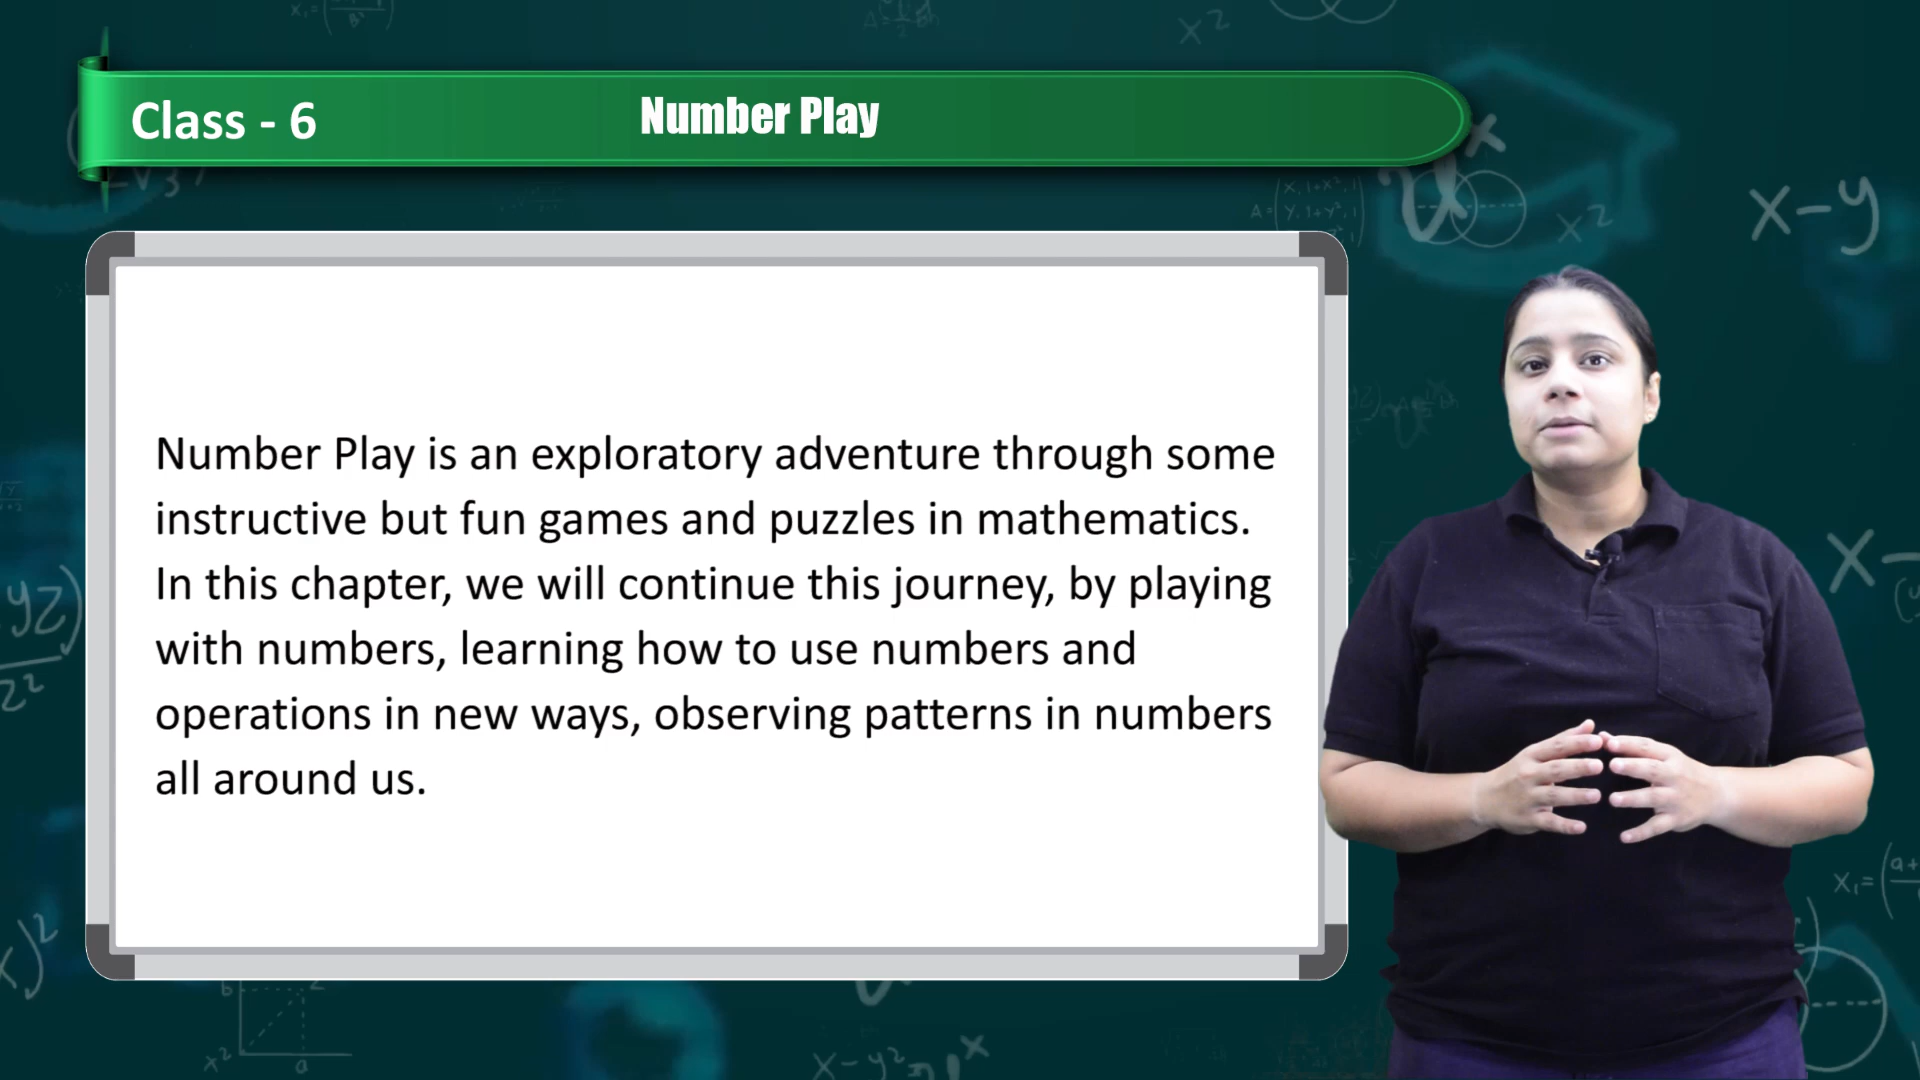 Class - 6
Number Play
Number Play is an exploratory adventure through some
instructive but fun games and puzzles in mathematics.
In this chapter, we will continue this journey, by playing
with numbers, learning how to use numbers and
operations in new ways, observing patterns in numbers
all around us.
x-y
x²
x²